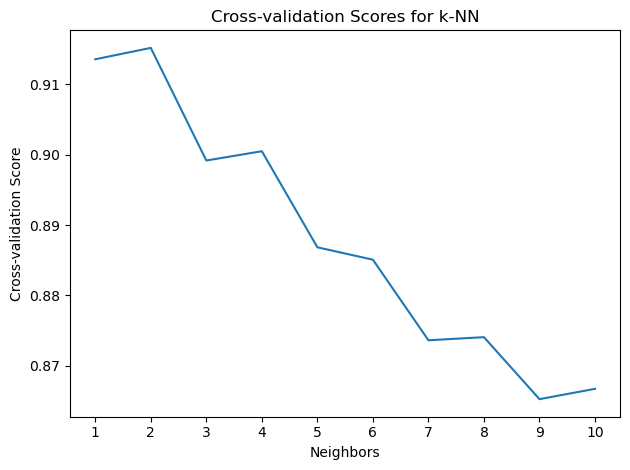 Cross-validation Scores for k-NN
Cross-validation Score
0.91
0.90
0.89
0.88
0.87
1 2 3 4 5 6 7 8 9 10
Neighbors